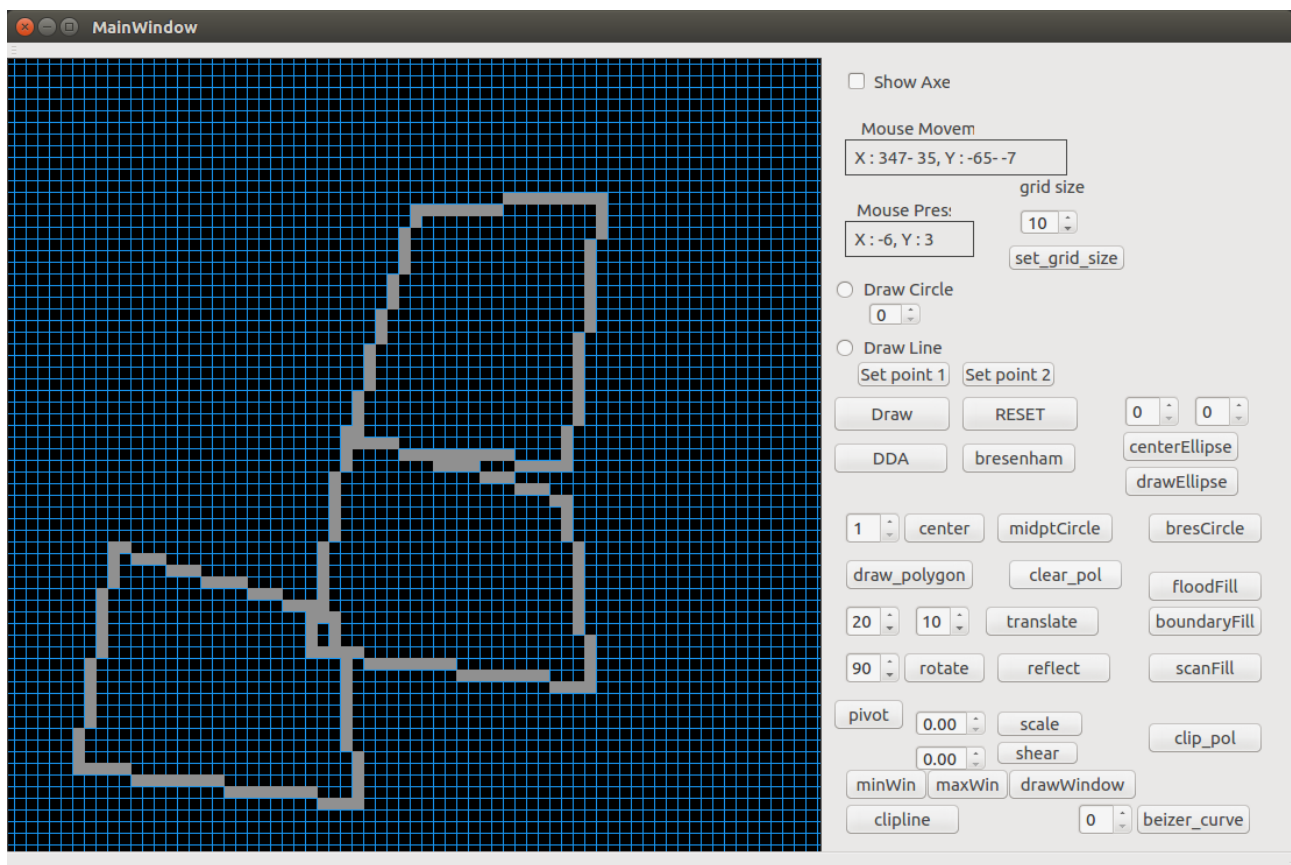 MainWindow
Show Axe
Mouse Movem
X : 347- 35, Y : -65- -7
grid size
Mouse Pres
10
X : -6, Y : 3
set_grid_size
Draw Circle
0
Draw Line
Set point 1 Set point 2
Draw RESET 0 0
centerEllipse
DDA bresenham
drawEllipse
1 center midptCircle bresCircle
draw_polygon clear_pol floodFill
20 10 translate boundaryFill
90 rotate reflect scanFill
pivot 0.00 scale clip_pol
0.00 shear
minWin maxWin drawWindow
clipline 0 beizer_curve